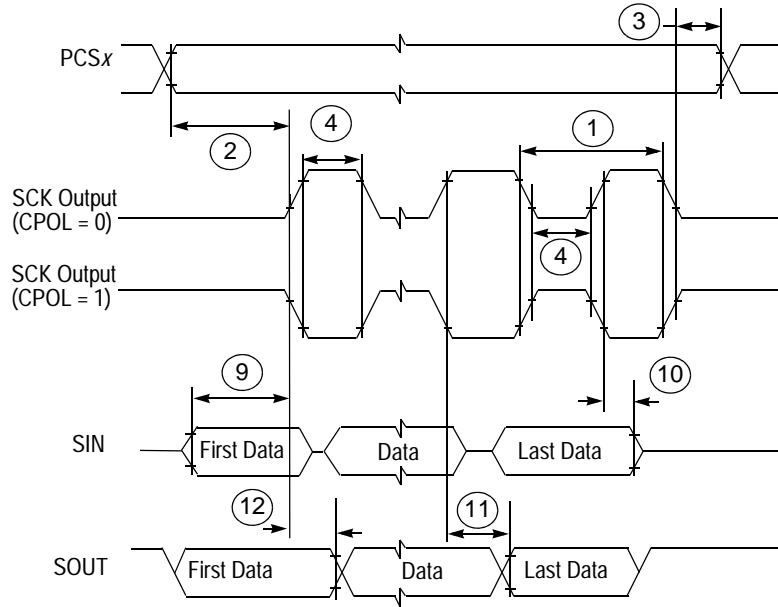 3
PCSx
2
4
1
SCK Output
(CPOL = 0)
4
SCK Output
(CPOL = 1)
9
10
SIN
First Data
Data
Last Data
12
11
SOUT
First Data
Data
Last Data